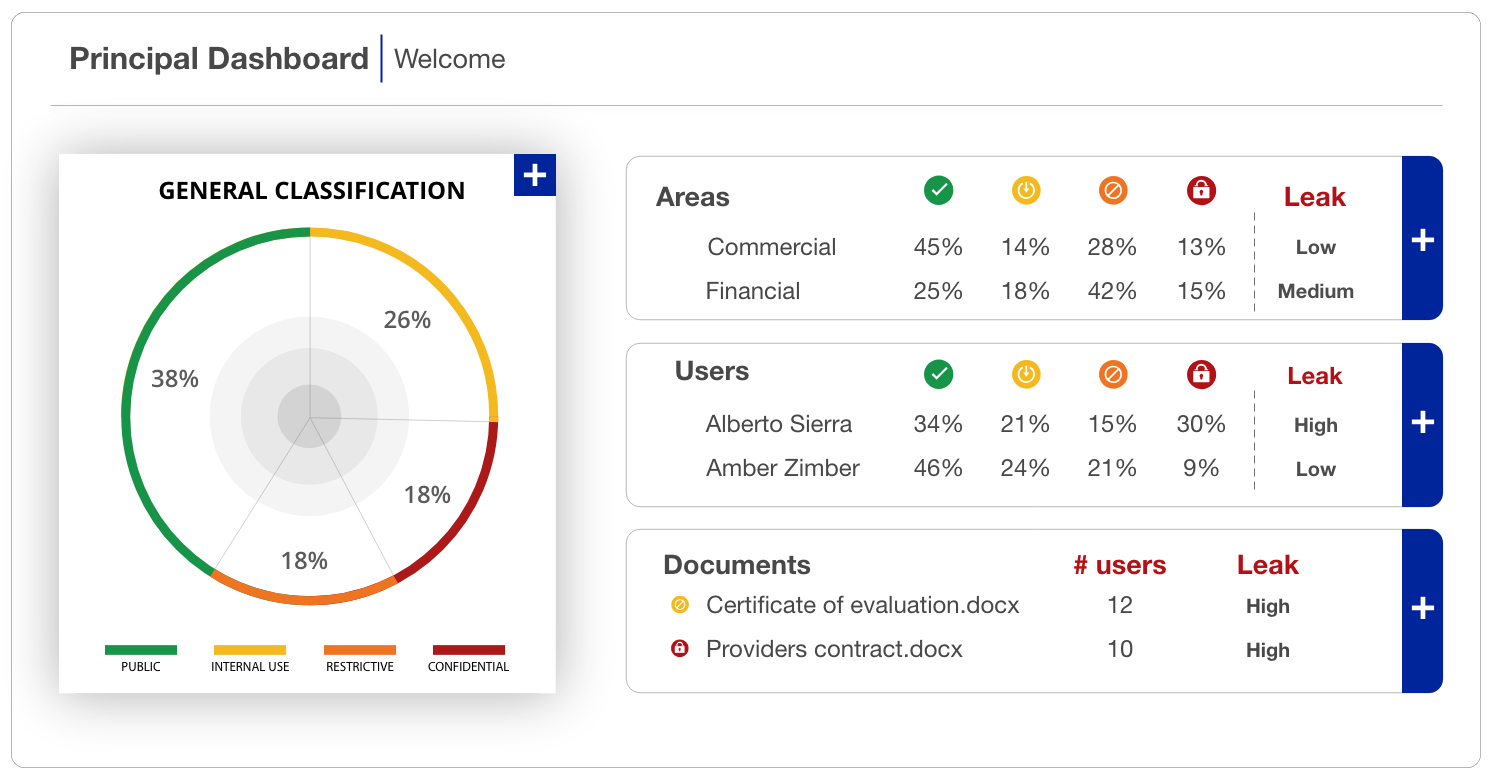 Principal Dashboard Welcome
GENERAL CLASSIFICATION
26%
38%
18%
18%
PUBLIC INTERNAL USE RESTRICTIVE CONFIDENTIAL
Areas Leak
Commercial 45% 14% 28% 13% Low
Financial 25% 18% 42% 15% Medium
Users Leak
Alberto Sierra 34% 21% 15% 30% High
Amber Zimber 46% 24% 21% 9% Low
Documents # users Leak
Certificate of evaluation.docx 12 High
Providers contract.docx 10 High